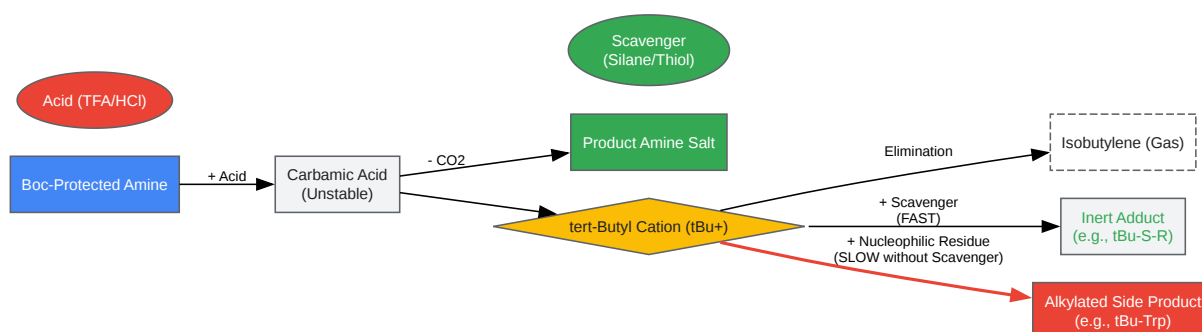 Scavenger
(Silane/Thiol)
Acid (TFA/HCl)
Boc-Protected Amine
+ Acid
Carbamic Acid
(Unstable)
- CO2
Product Amine Salt
tert-Butyl Cation (tBu+)
Elimination
Isobutylene (Gas)
+ Scavenger
(FAST)
Inert Adduct
(e.g., tBu-S-R)
+ Nucleophilic Residue
(SLOW without Scavenger)
Alkylated Side Product
(e.g., tBu-Trp)